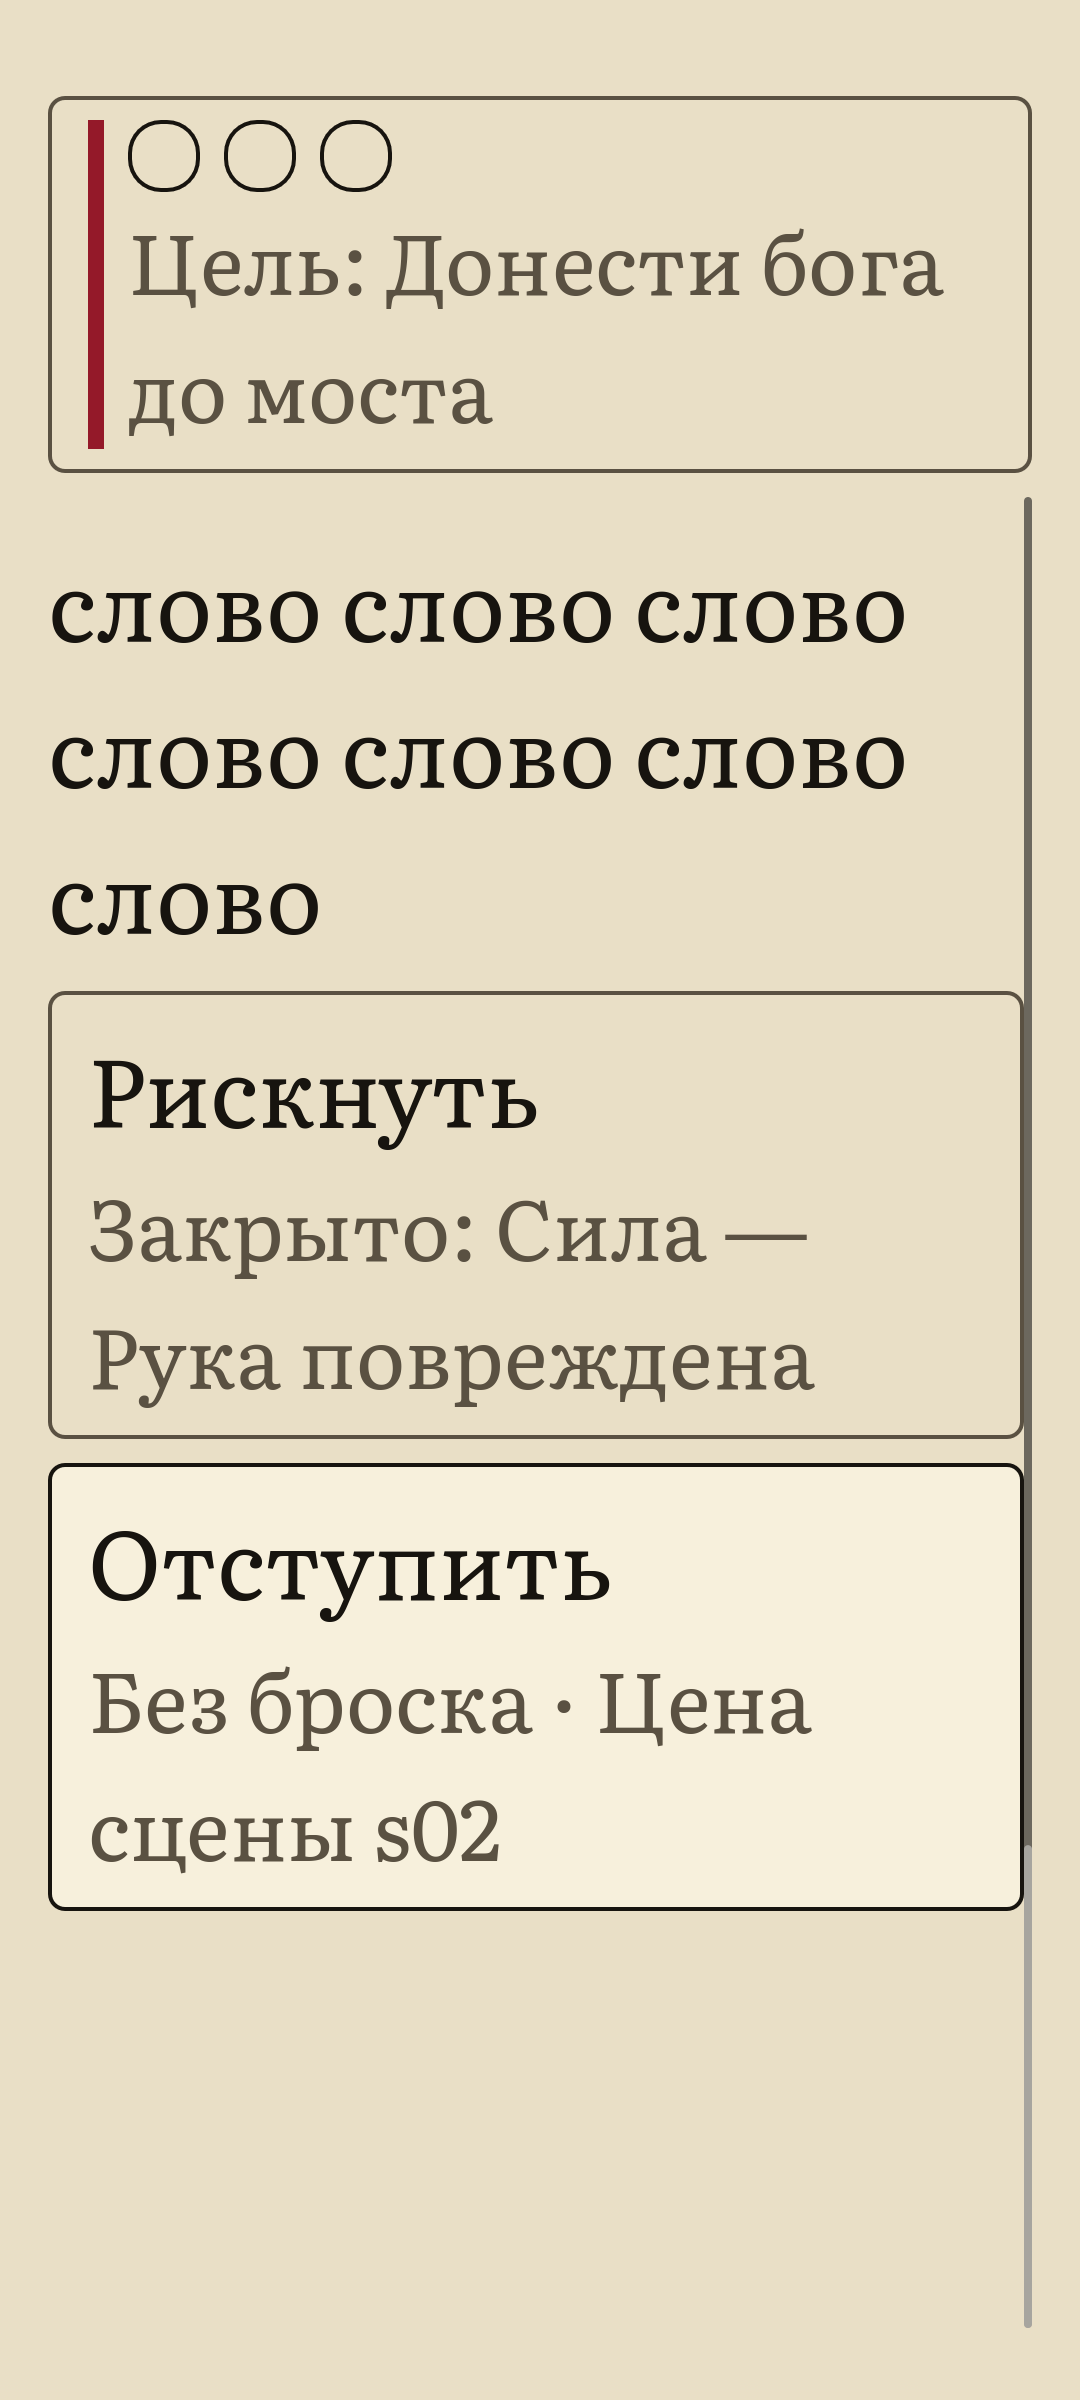 Цель: Донести бога
до моста
слово слово слово
слово слово слово
слово
Рискнуть
Закрыто: Сила —
Рука повреждена
Отступить
Без броска · Цена
сцены s02